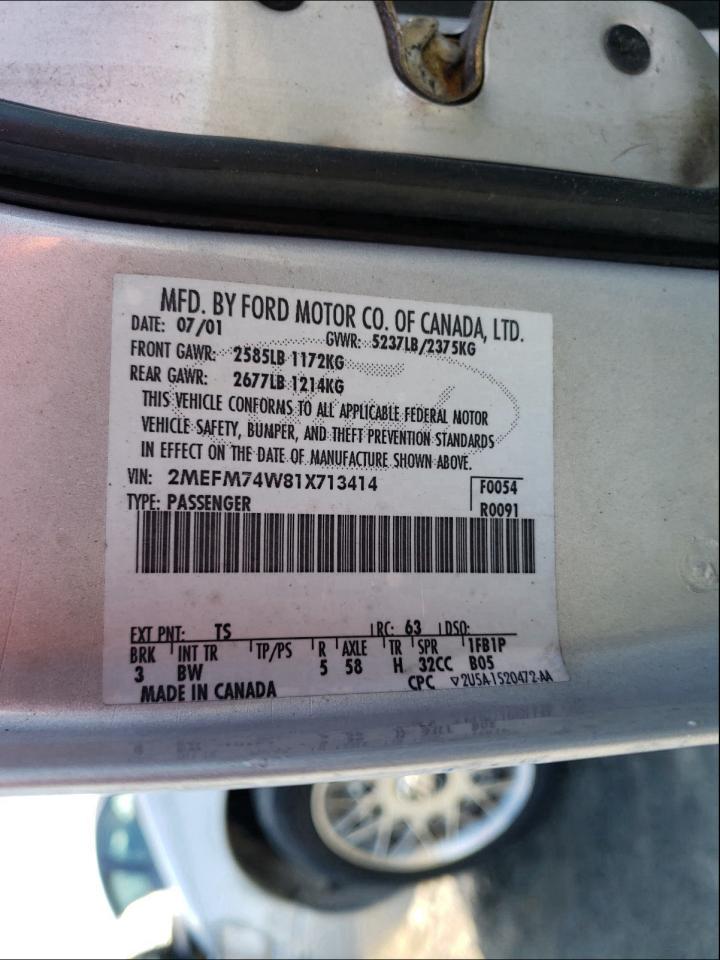 MFD. BY FORD MOTOR CO. OF CANADA, LTD.
DATE: 07/01 GVWR: 5237LB/2375KG
FRONT GAWR: 2585LB 1172KG
REAR GAWR: 2677LB 1214KG
THIS VEHICLE CONFORMS TO ALL APPLICABLE FEDERAL MOTOR
VEHICLE SAFETY, BUMPER, AND THEFT PREVENTION STANDARDS
IN EFFECT ON THE DATE OF MANUFACTURE SHOWN ABOVE.
VIN: 2MEFM74W81X713414 F0054
TYPE: PASSENGER R0091
EXT PNT: TS RC: 63 DSO:
BRK INT TR TP/PS R AXLE TR SPR 1FB1P
3 BW 5 58 H 32CC B05
MADE IN CANADA CPC ▽2U5A-1520472-AA